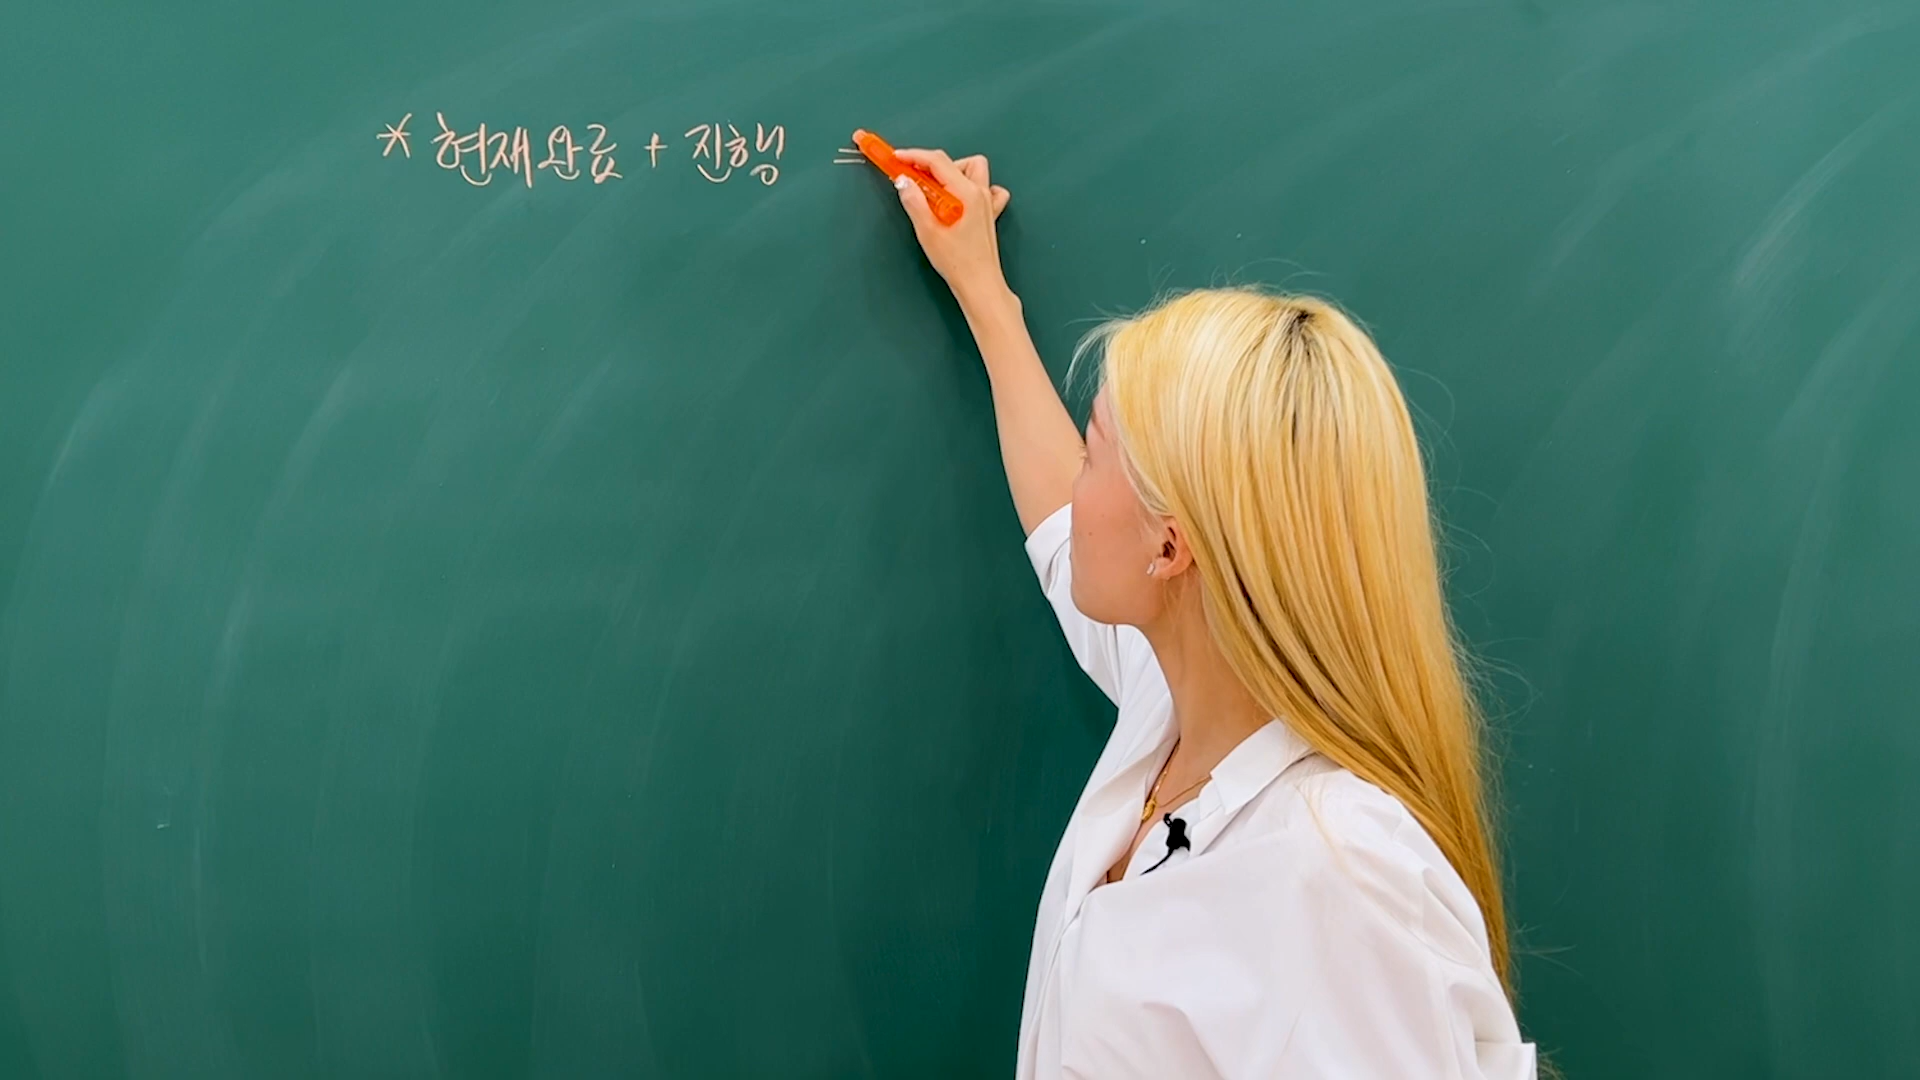 * 현재완료 + 진행 =